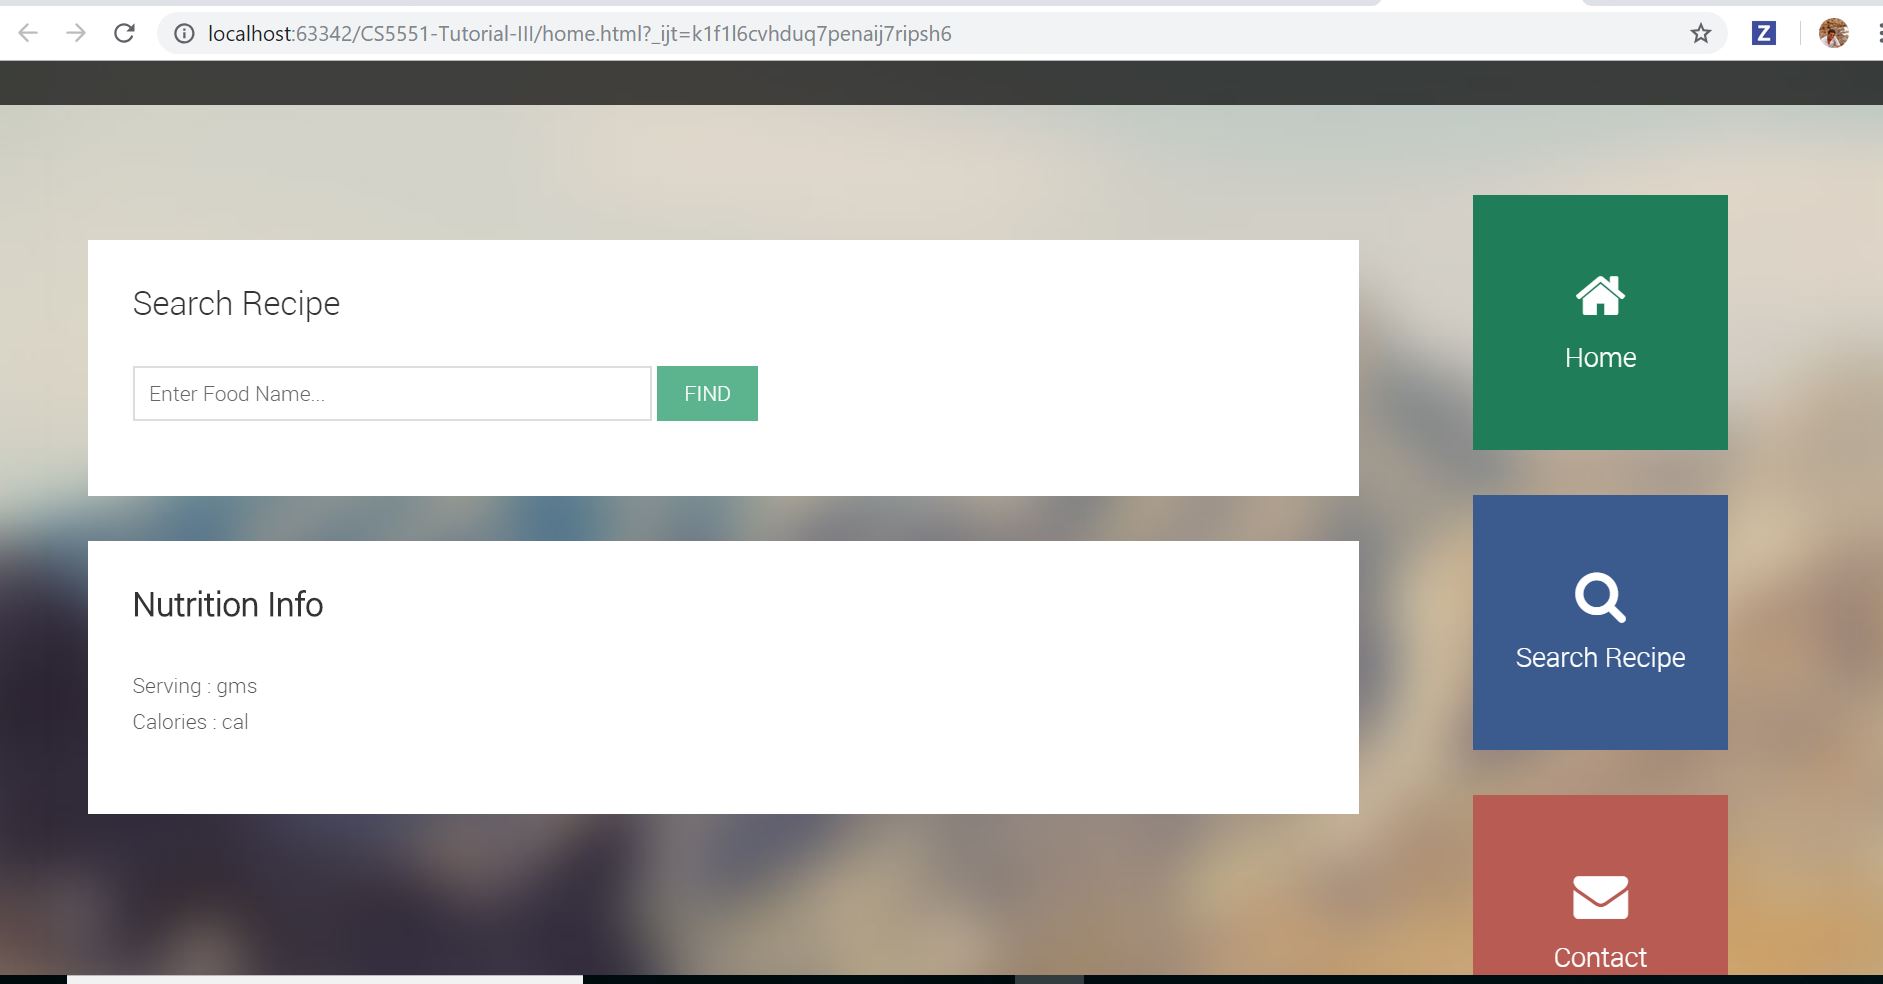 localhost:63342/CS5551-Tutorial-III/home.html?_ijt=k1f1l6cvhduq7penaij7ripsh6
Z
Search Recipe
Enter Food Name...
FIND
Nutrition Info
Serving : gms
Calories : cal
Home
Search Recipe
Contact